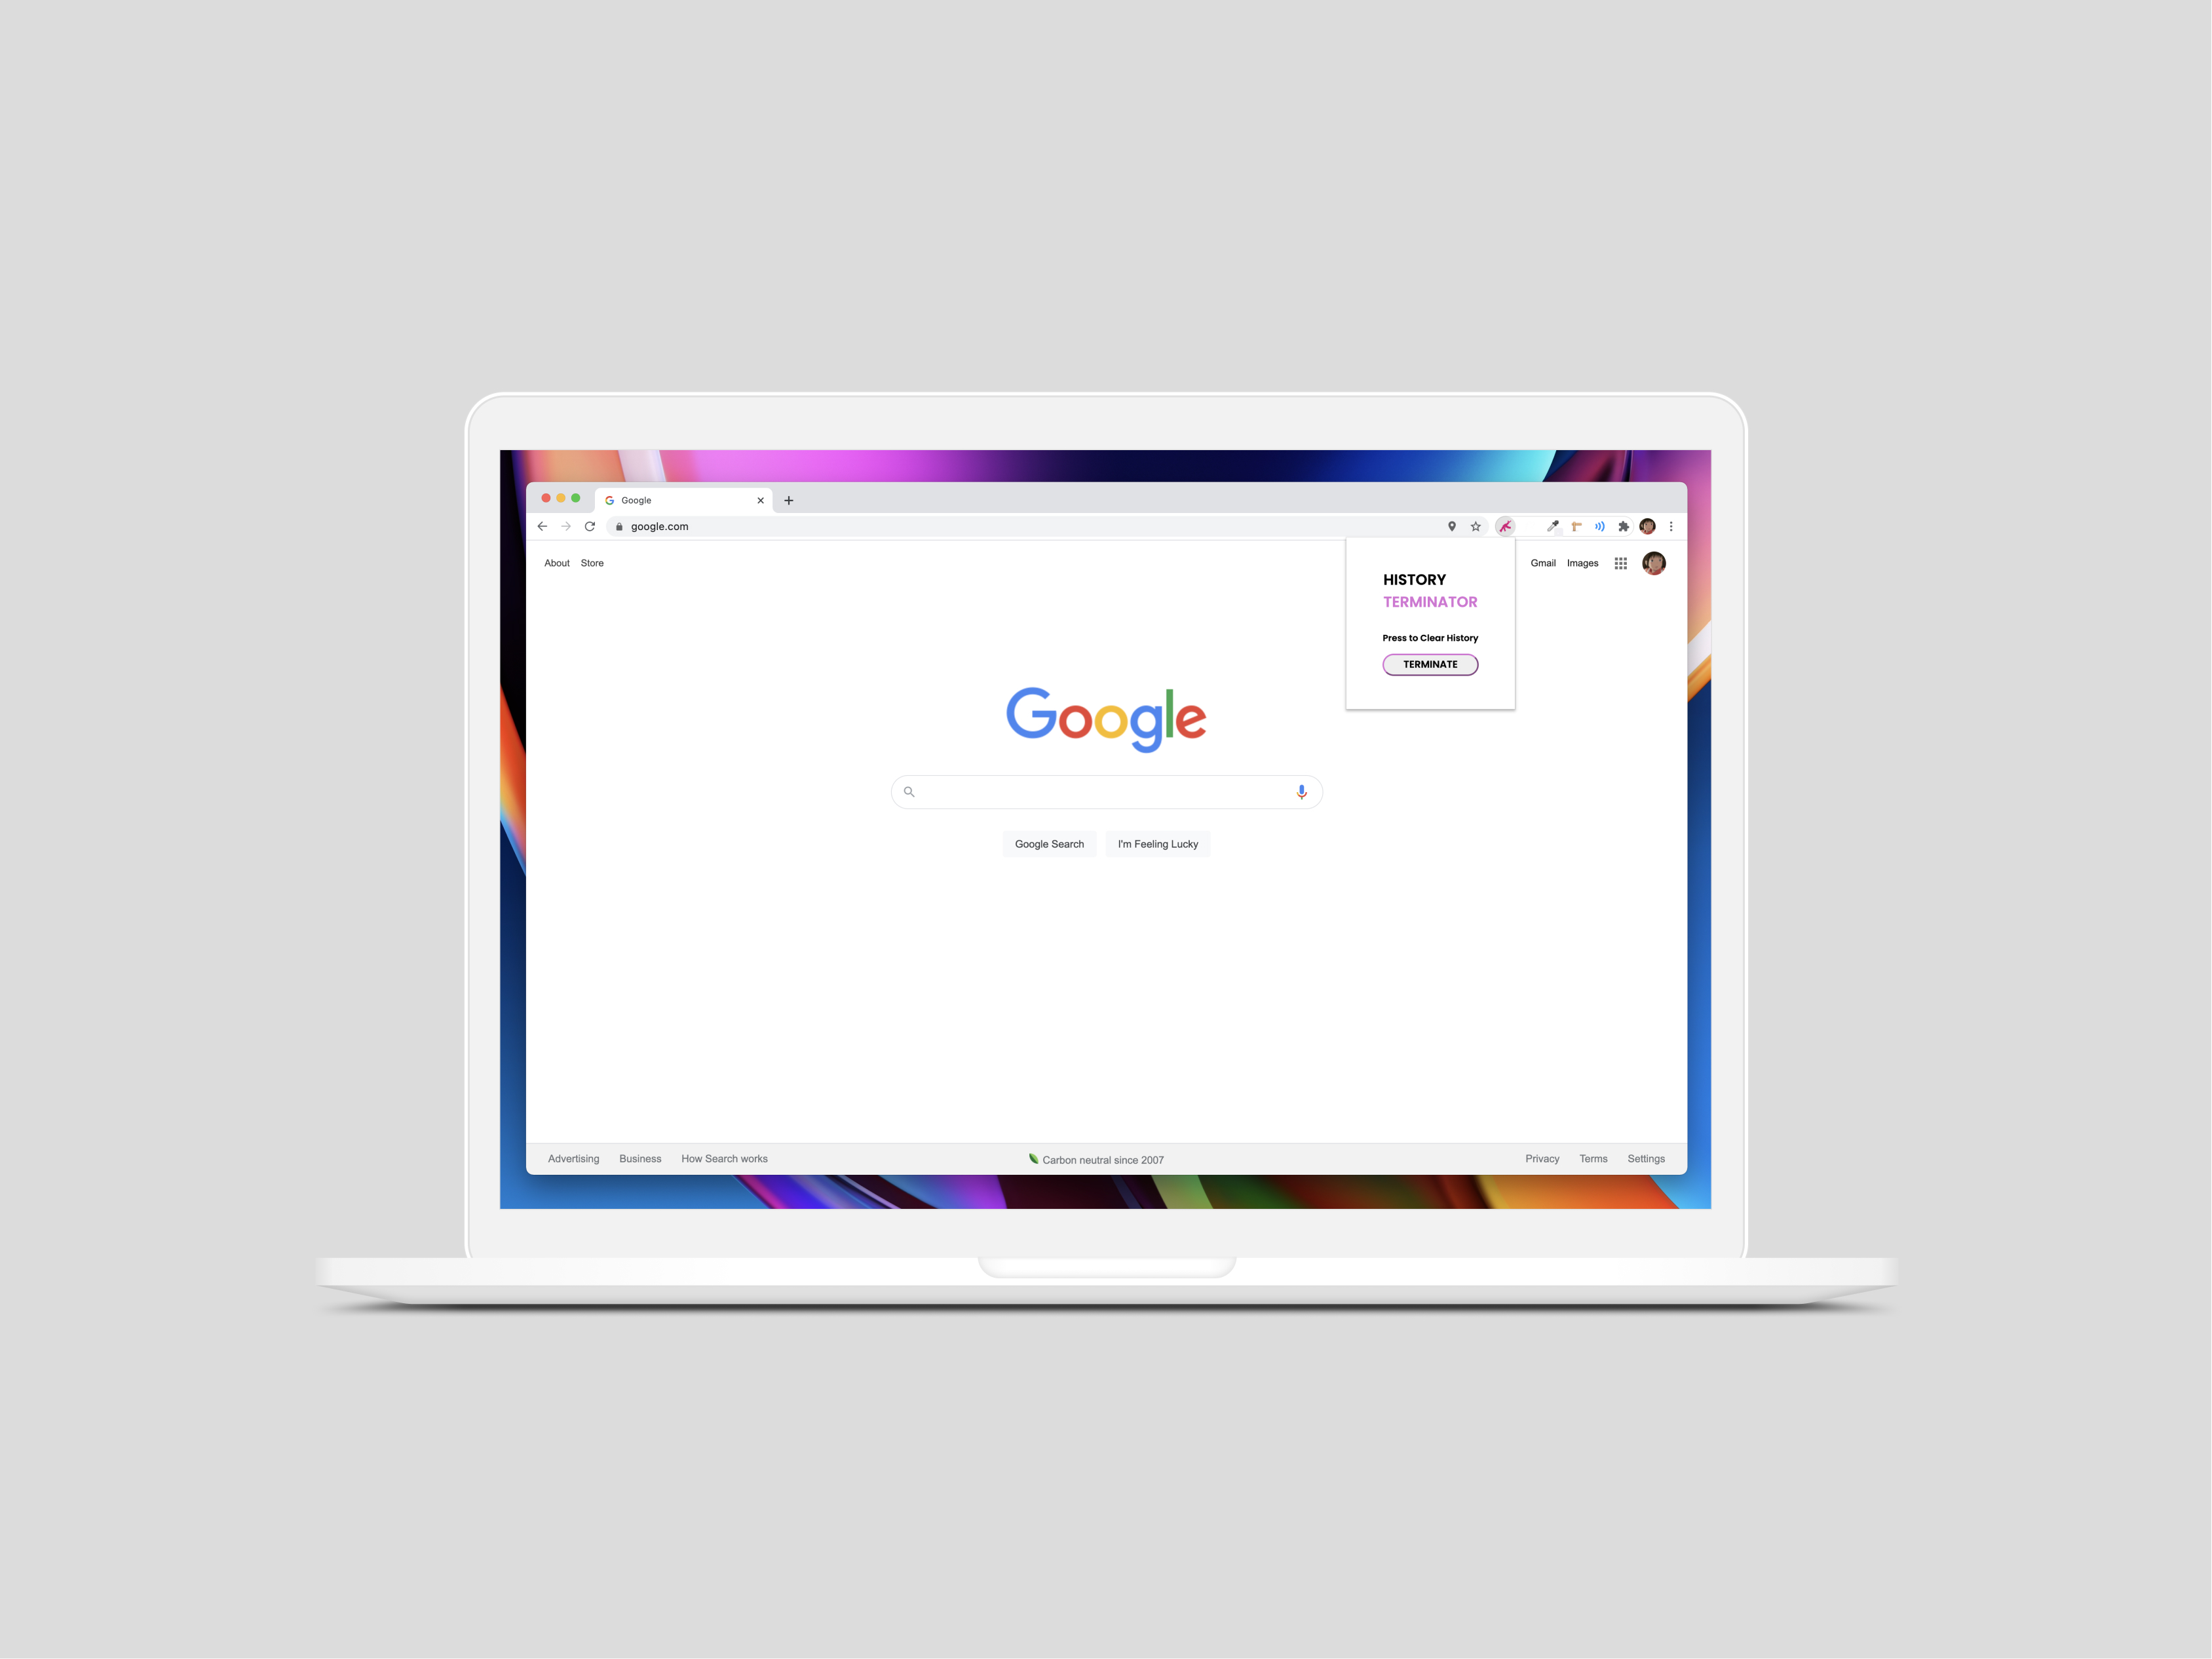 Google
google.com
About Store
Gmail Images
HISTORY
TERMINATOR
Press to Clear History
TERMINATE
Google
Google Search I'm Feeling Lucky
Advertising Business How Search works
Carbon neutral since 2007
Privacy Terms Settings